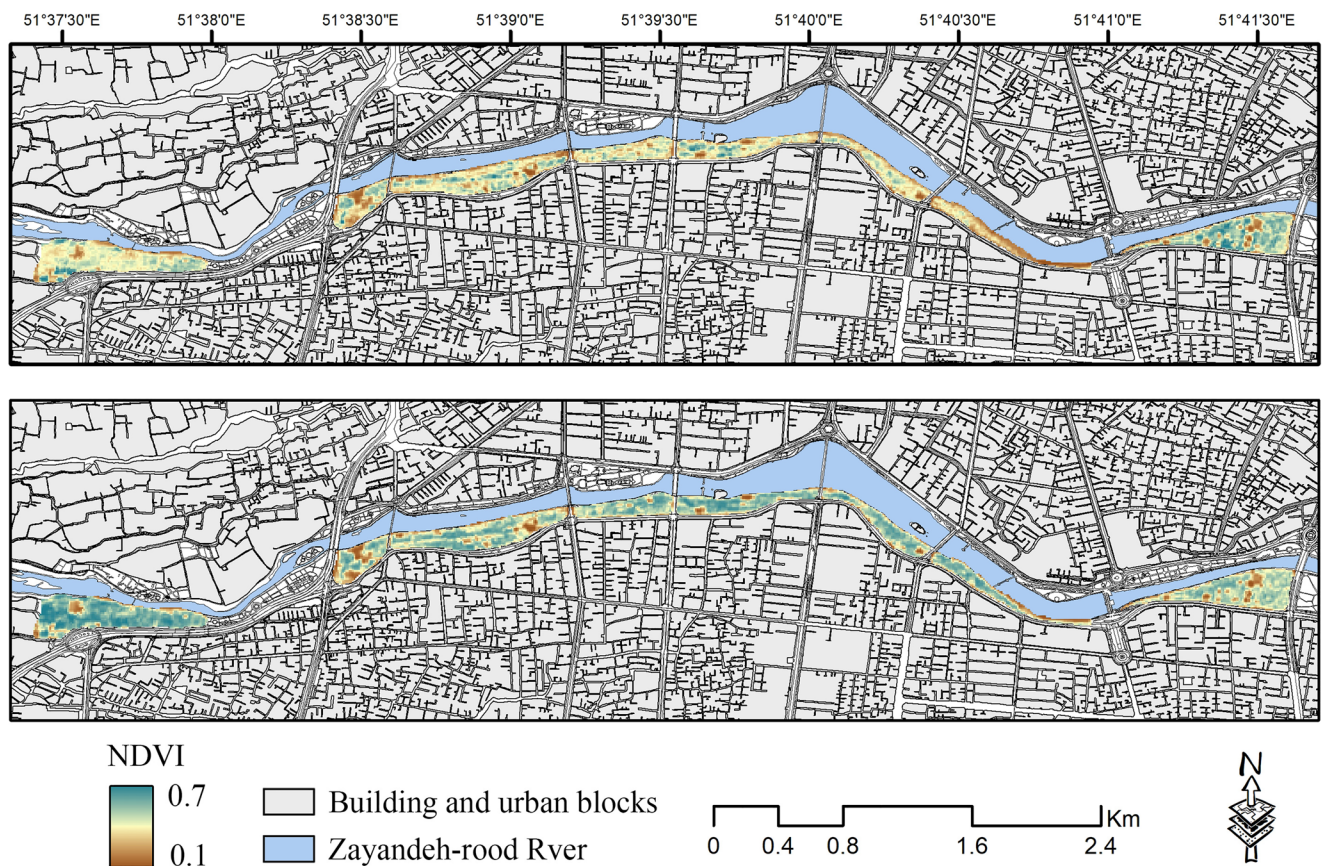 51°37'30"E 51°38'0"E 51°38'30"E 51°39'0"E 51°39'30"E 51°40'0"E 51°40'30"E 51°41'0"E 51°41'30"E
NDVI
0.7
0.1
Building and urban blocks
Zayandeh-rood Rver
Km
0 0.4 0.8 1.6 2.4
N